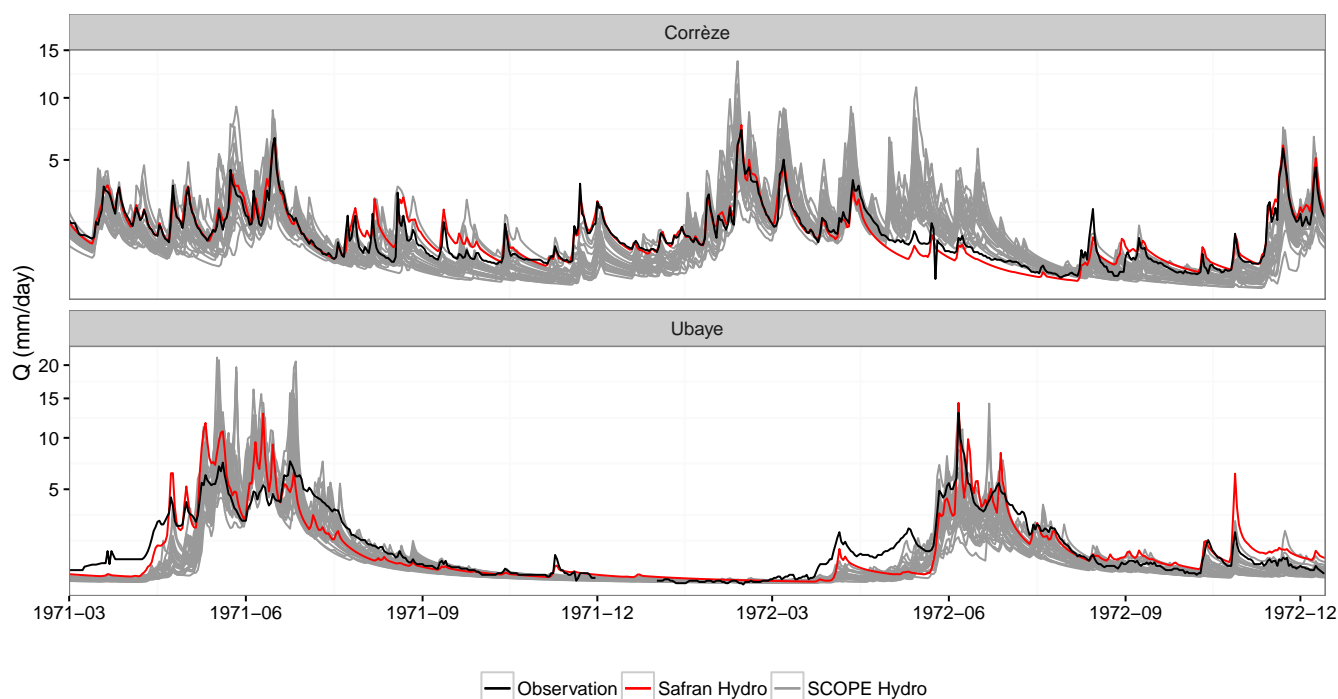 Corrèze
15
10
5
Q (mm/day)
Ubaye
20
15
10
5
1971−03 1971−06 1971−09 1971−12 1972−03 1972−06 1972−09 1972−12
Observation Safran Hydro SCOPE Hydro